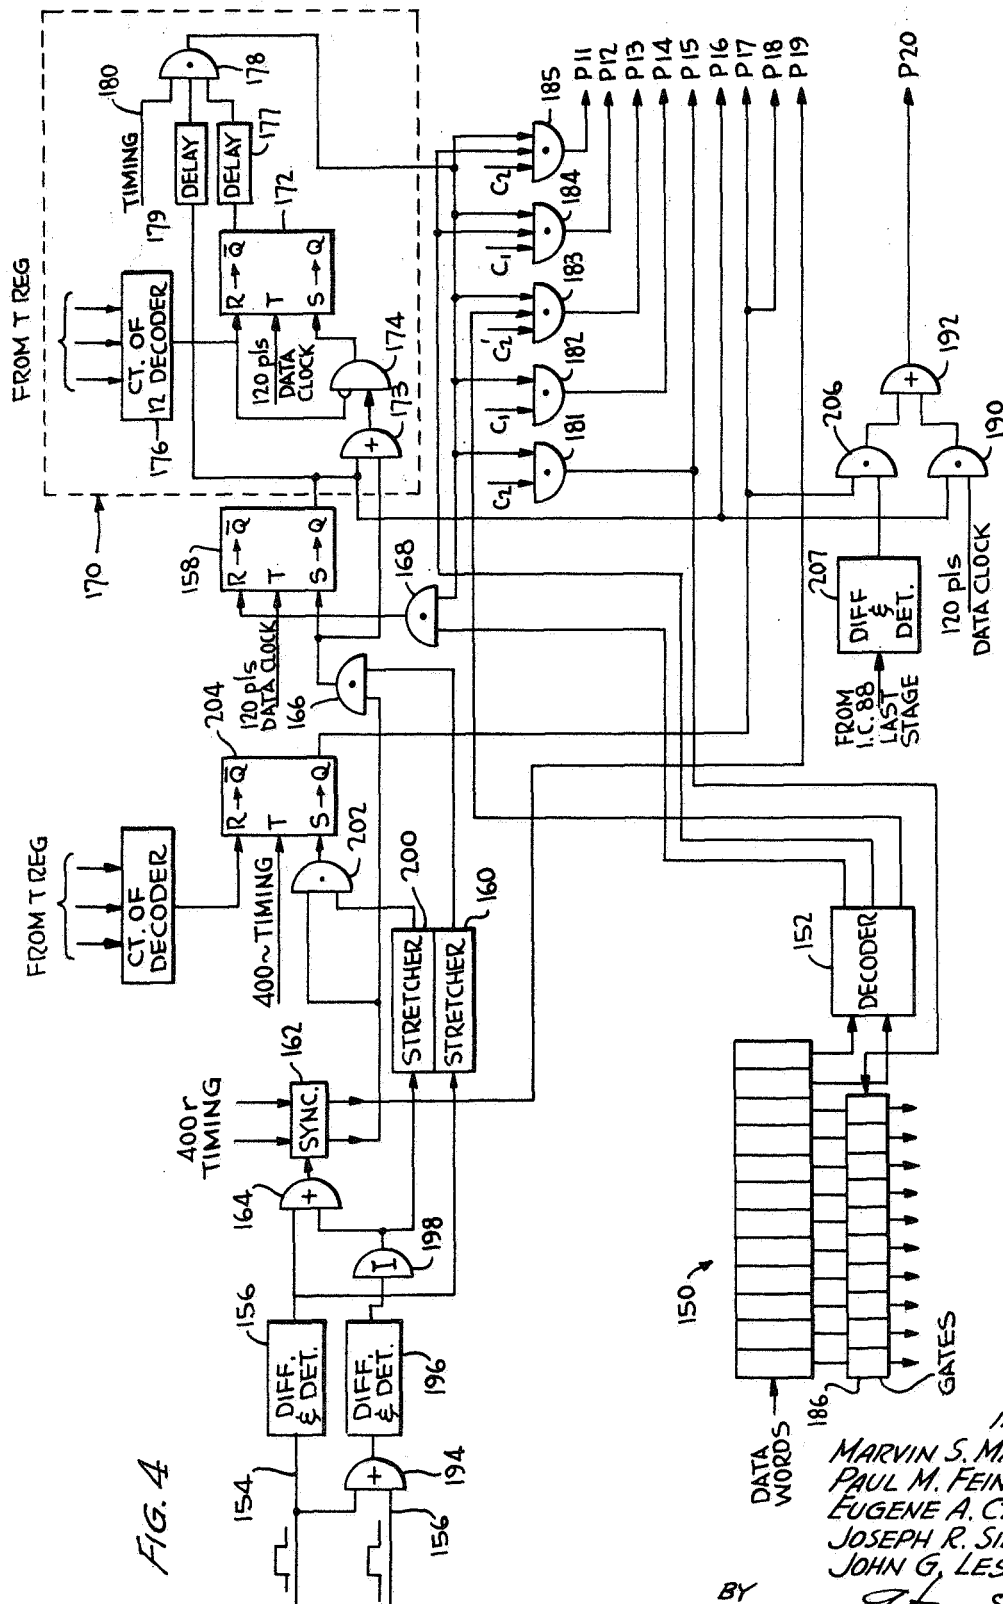 FIG. 4
154
156
DIFF.
& DET.
156
DIFF.
& DET.
196
+
194
I
198
+
164
400r
TIMING
SYNC.
162
STRETCHER
STRETCHER
200
160
202
400~TIMING
FROM T REG
CT. OF
DECODER
R→Q̅
T
S→Q
204
166
168
120 pls
DATA CLOCK
R→Q̅
T
S→Q
158
170
FROM T REG
CT. OF
12 DECODER
176
120 pls
DATA
CLOCK
+
173
174
R→Q̅
T
S→Q
172
DELAY
177
DELAY
179
TIMING
180
178
C2
181
C1
182
C2'
183
C1
184
C2
185
P11
P12
P13
P14
P15
P16
P17
P18
P19
P20
150
DATA
WORDS
186
GATES
DECODER
152
FROM
I.C. 88
LAST
STAGE
DIFF
&
DET.
207
120 pls
DATA CLOCK
206
190
+
192
MARVIN S. M
PAUL M. FEIN
EUGENE A. C
JOSEPH R. SI
JOHN G. LES
BY